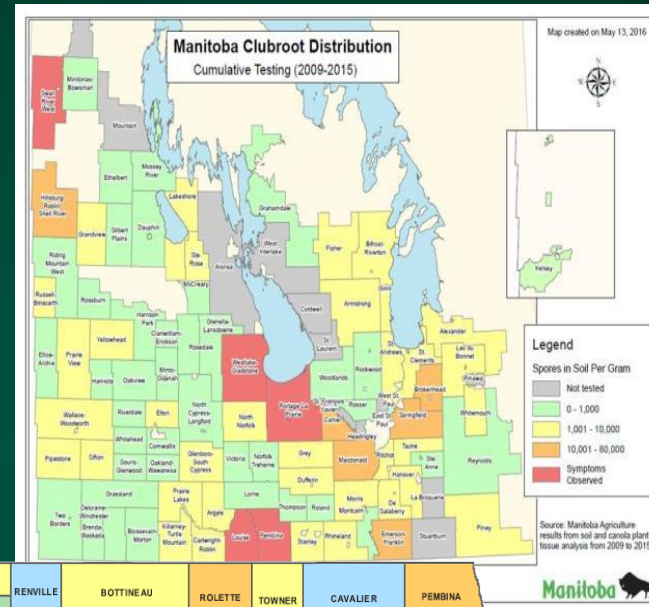 Manitoba Clubroot Distribution
Cumulative Testing (2009-2015)
Map created on May 13, 2016
N
W
E
S
Swan River West
Minitonas-Bowsman
Mountain
Ethelbert
Mossey River
Hillsburg-Roblin Shell River
Grandview
Gilbert Plains
Dauphin
Lakeshore
Ste Rose
Alonsa
McCreary
Grahamdale
West Interlake
Fisher
Bifrost-Riverton
Gimli
Armstrong
Coldwell
St Laurent
Riding Mountain West
Russell Binscarth
Rossburn
Harrison Park
Clanwilliam-Erickson
Rosedale
Glenella-Lansdowne
Yellowhead
Prairie View
Ellice-Archie
Hamiota
Oakview
Minto-Odanah
Westlake-Gladstone
Portage La Prairie
Woodlands
Rockwood
St Andrews
St Clements
Alexander
Lac du Bonnet
Pinawa
Brokenhead
Whitemouth
Wallace-Woodworth
Riverdale
Elton
North Cypress-Langford
North Norfolk
St François Xavier
Rosser
West St Paul
East St Paul
Springfield
Cartier
Headingley
Macdonald
Ritchot
Taché
Ste Anne
Reynolds
Whitehead
Cornwallis
Pipestone
Sifton
Souris-Glenwood
Oakland-Wawanesa
Glenboro-South Cypress
Victoria
Norfolk Treherne
Grey
Dufferin
Hanover
La Broquerie
Morris
De Salaberry
Grassland
Prairie Lakes
Argyle
Lorne
Thompson
Roland
Montcalm
Two Borders
Deloraine-Winchester
Brenda-Waskada
Boissevain-Morton
Killarney-Turtle Mountain
Cartwright-Roblin
Louise
Pembina
Stanley
Rhineland
Emerson Franklin
Stuartburn
Piney
Kelsey
Legend
Spores in Soil Per Gram
Not tested
0 - 1,000
1,001 - 10,000
10,001 - 80,000
Symptoms Observed
Source: Manitoba Agriculture
results from soil and canola plant
tissue analysis from 2009 to 2015
Manitoba
RENVILLE
BOTTINEAU
ROLETTE
TOWNER
CAVALIER
PEMBINA